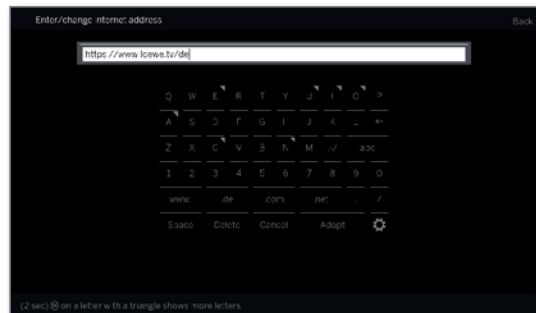 Enter/change internet address Back
https://www.loewe.tv/de
Q W E R T Y U I O P
A S D F G H J K L ←
Z X C V B N M ./ abc
1 2 3 4 5 6 7 8 9 0
www. .de .com .net . /
Space Delete Cancel Adopt
(2 sec) OK on a letter with a triangle shows more letters